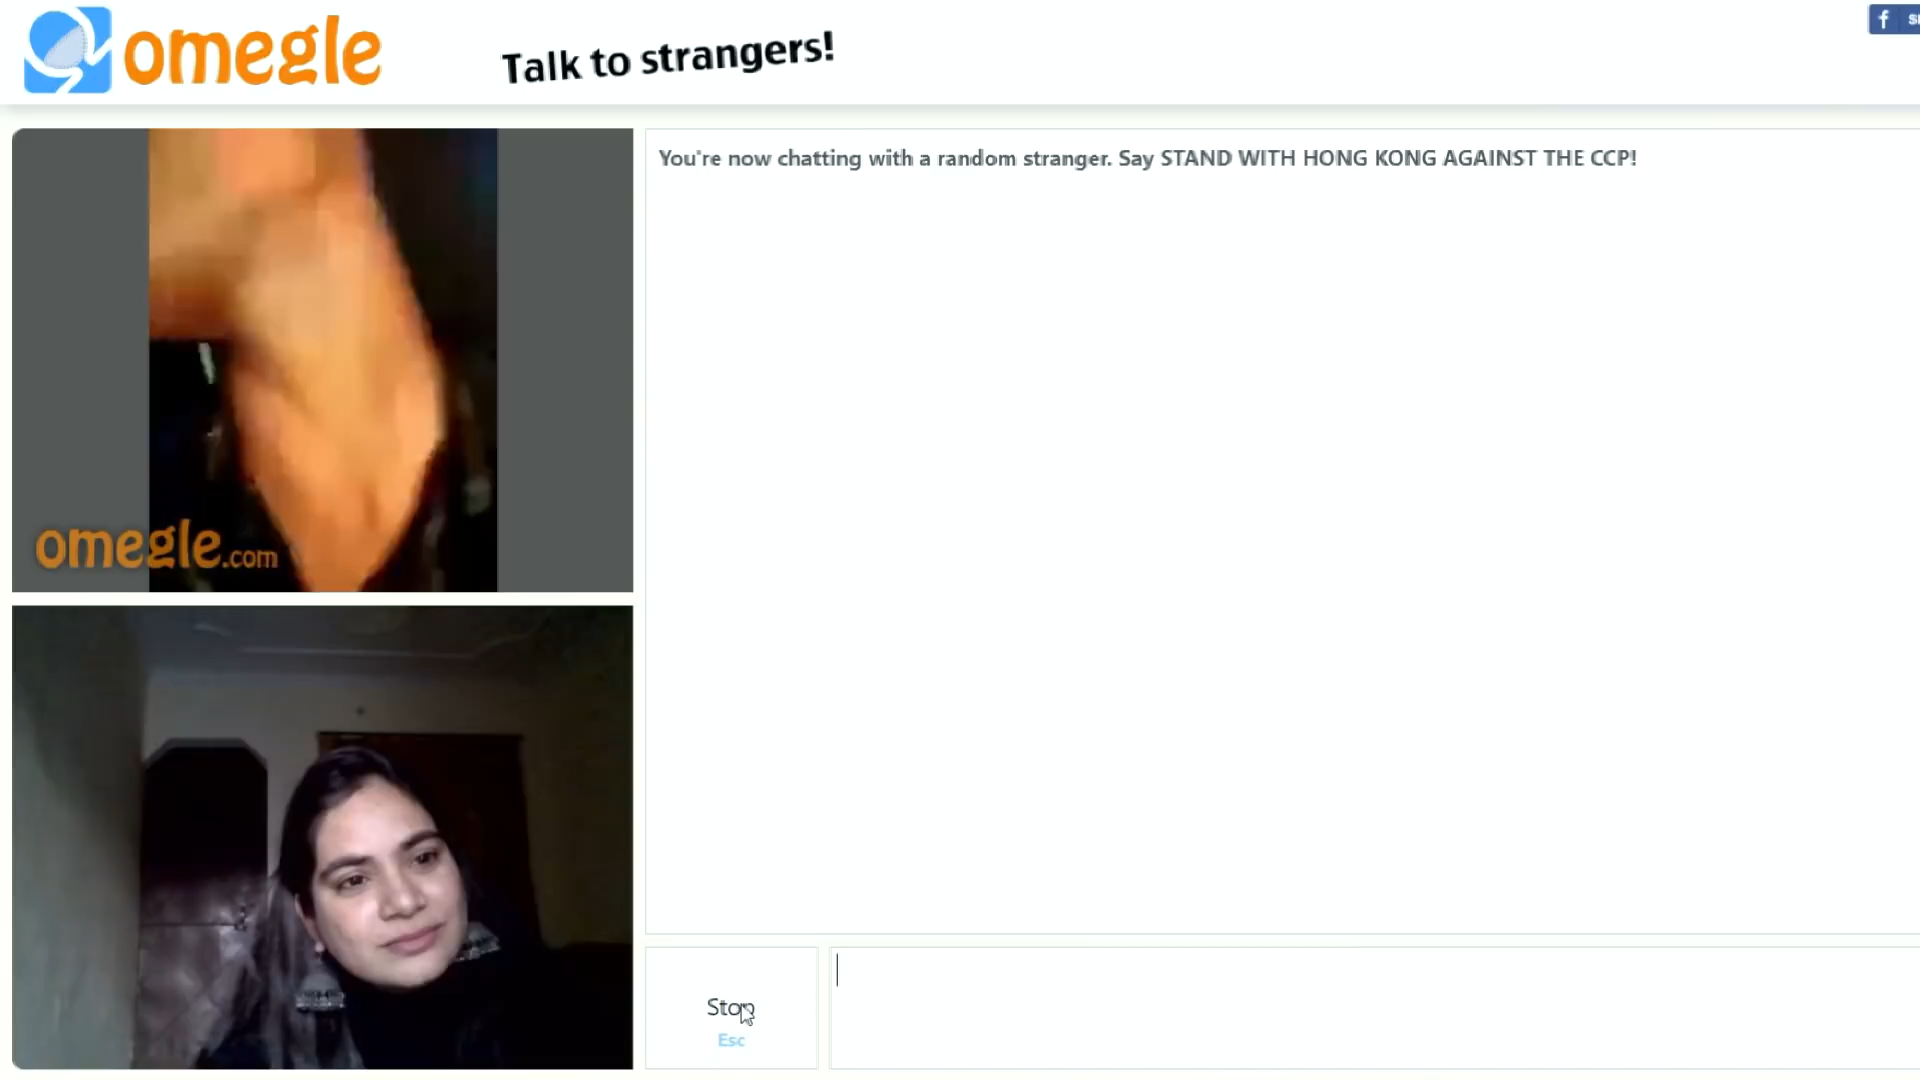 omegle
Talk to strangers!
f
You're now chatting with a random stranger. Say STAND WITH HONG KONG AGAINST THE CCP!
omegle.com
Stop
Esc